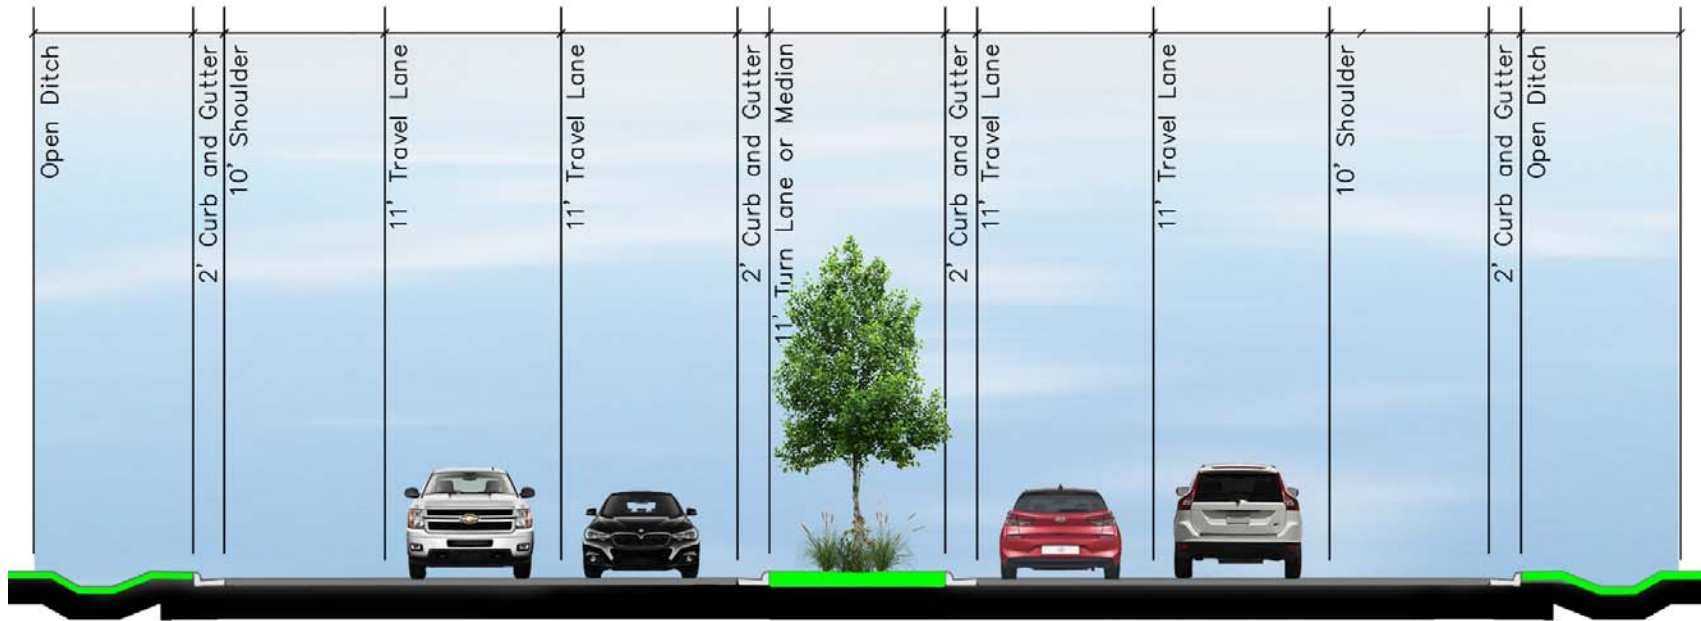 Open Ditch
2' Curb and Gutter
10' Shoulder
11' Travel Lane
11' Travel Lane
2' Curb and Gutter
11' Turn Lane or Median
2' Curb and Gutter
11' Travel Lane
11' Travel Lane
10' Shoulder
2' Curb and Gutter
Open Ditch